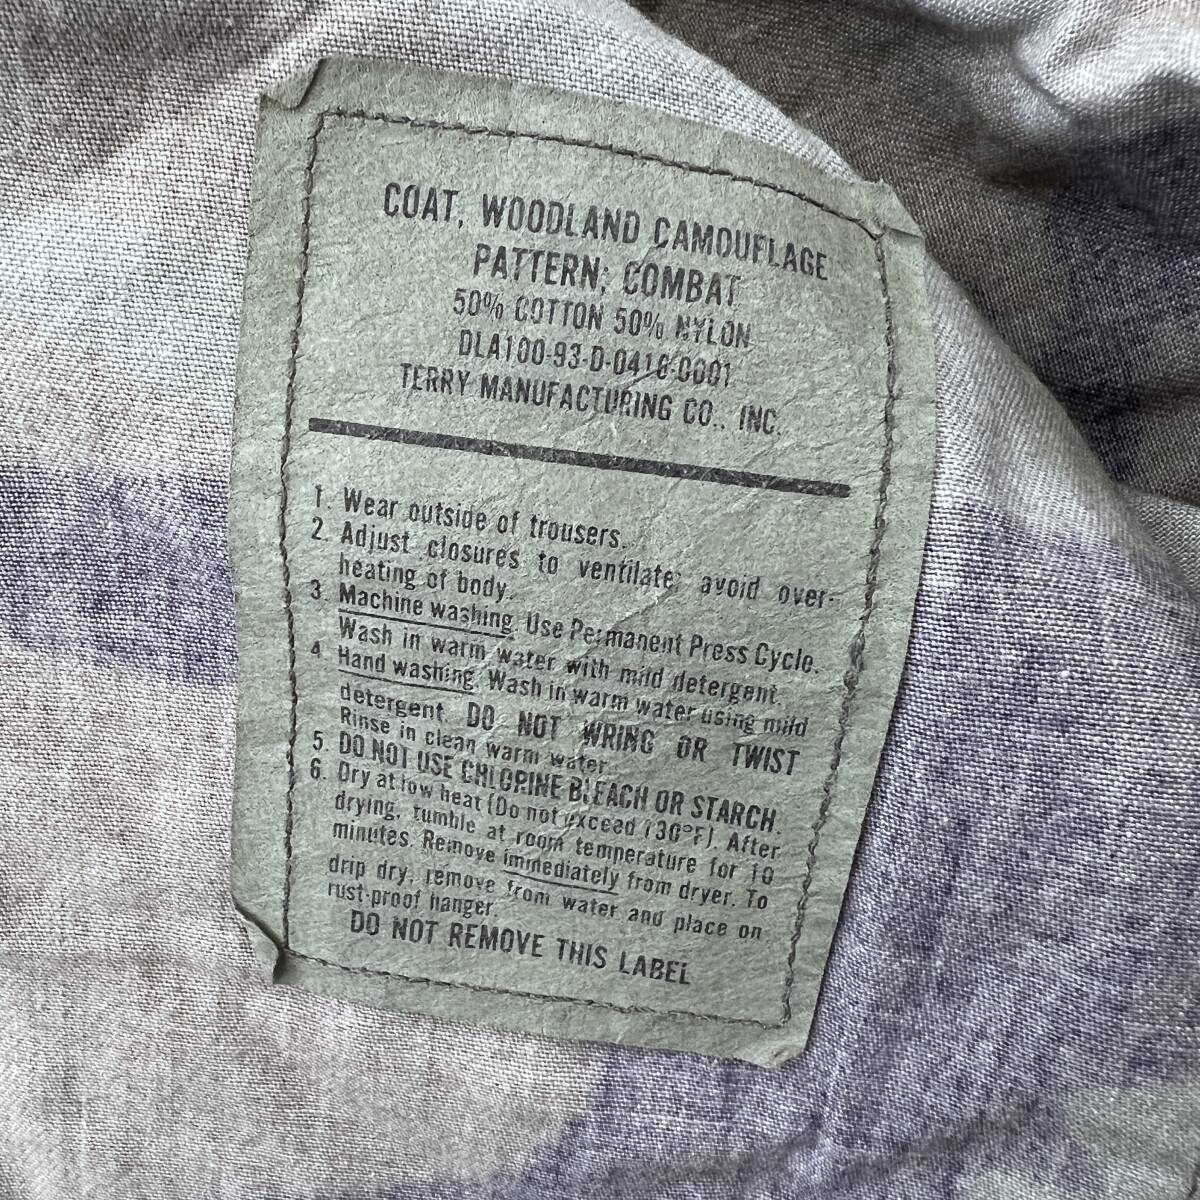 COAT, WOODLAND CAMOUFLAGE
PATTERN; COMBAT
50% COTTON 50% NYLON
DLA100-93-D-0416-0001
TERRY MANUFACTURING CO., INC.
1. Wear outside of trousers.
2. Adjust closures to ventilate; avoid over-
heating of body.
3. Machine washing. Use Permanent Press Cycle.
Wash in warm water with mild detergent.
4. Hand washing. Wash in warm water using mild
detergent. DO NOT WRING OR TWIST
Rinse in clean warm water.
5. DO NOT USE CHLORINE BLEACH OR STARCH.
6. Dry at low heat (Do not exceed 130°F). After
drying, tumble at room temperature for 10
minutes. Remove immediately from dryer. To
drip dry, remove from water and place on
rust-proof hanger.
DO NOT REMOVE THIS LABEL